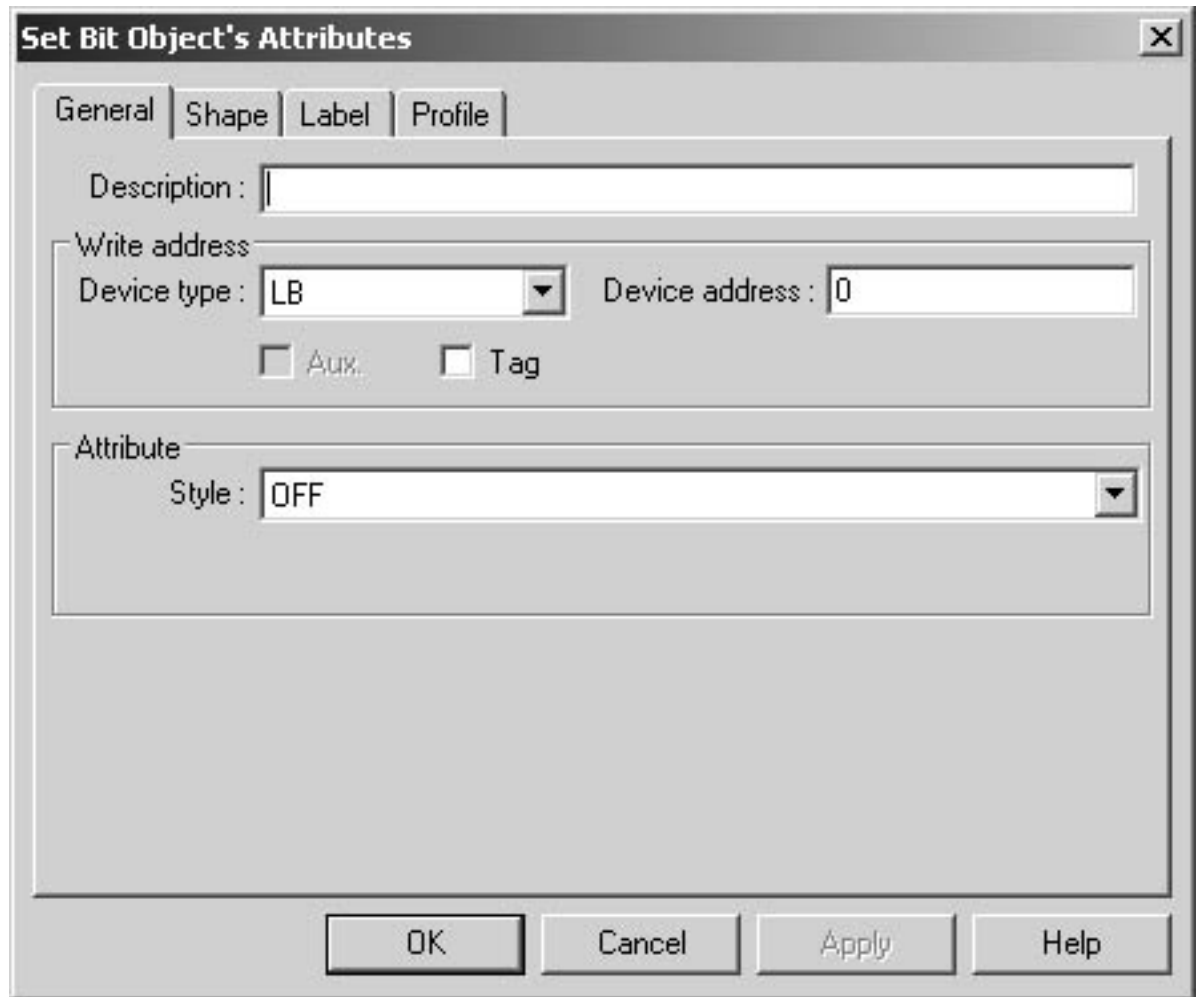 Set Bit Object's Attributes
General Shape Label Profile
Description :
Write address
Device type : LB Device address : 0
Aux. Tag
Attribute
Style : OFF
OK Cancel Apply Help